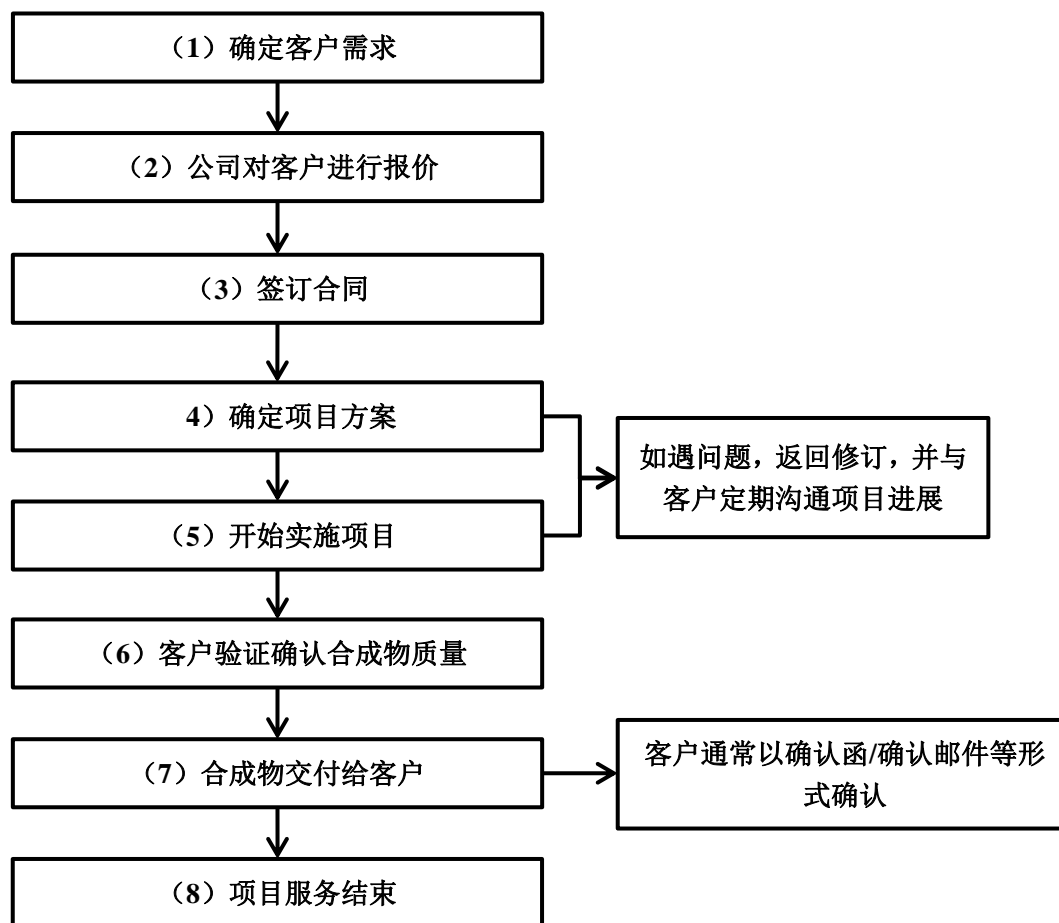 （1）确定客户需求
（2）公司对客户进行报价
（3）签订合同
4）确定项目方案
如遇问题，返回修订，并与
客户定期沟通项目进展
（5）开始实施项目
（6）客户验证确认合成物质量
（7）合成物交付给客户
客户通常以确认函/确认邮件等形
式确认
（8）项目服务结束